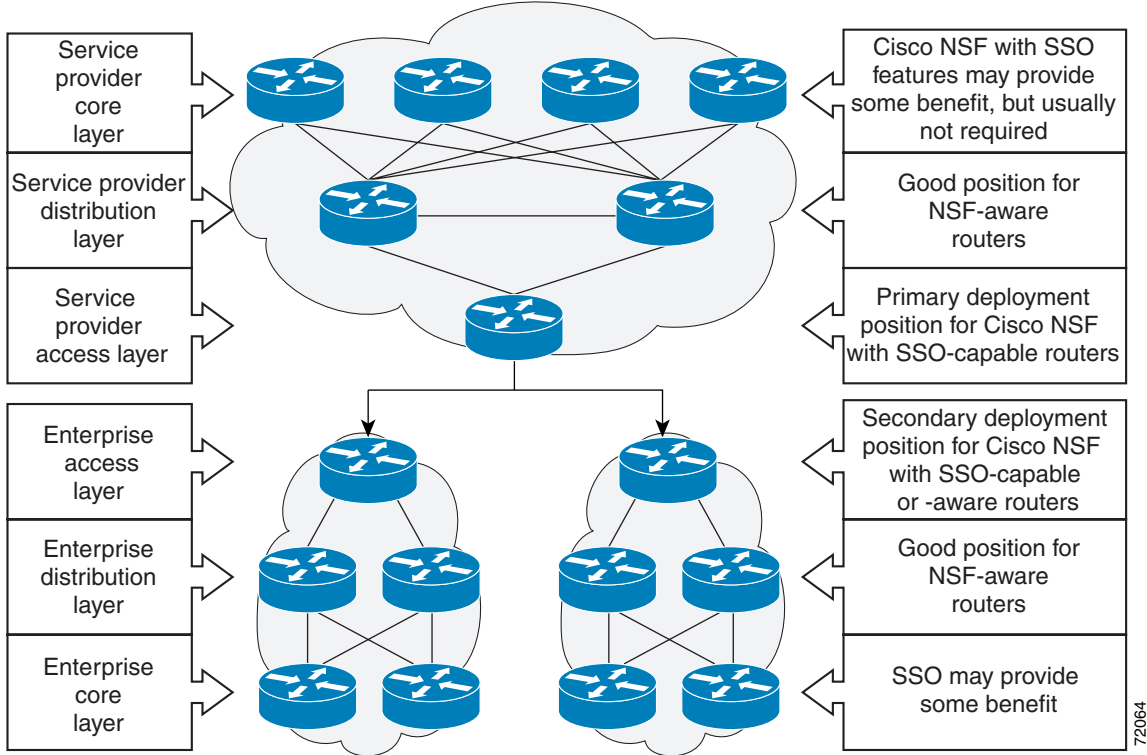 Service
provider
core
layer
Cisco NSF with SSO
features may provide
some benefit, but usually
not required
Service provider
distribution
layer
Good position for
NSF-aware
routers
Service
provider
access layer
Primary deployment
position for Cisco NSF
with SSO-capable routers
Enterprise
access
layer
Secondary deployment
position for Cisco NSF
with SSO-capable
or -aware routers
Enterprise
distribution
layer
Good position for
NSF-aware
routers
Enterprise
core
layer
SSO may provide
some benefit
72064